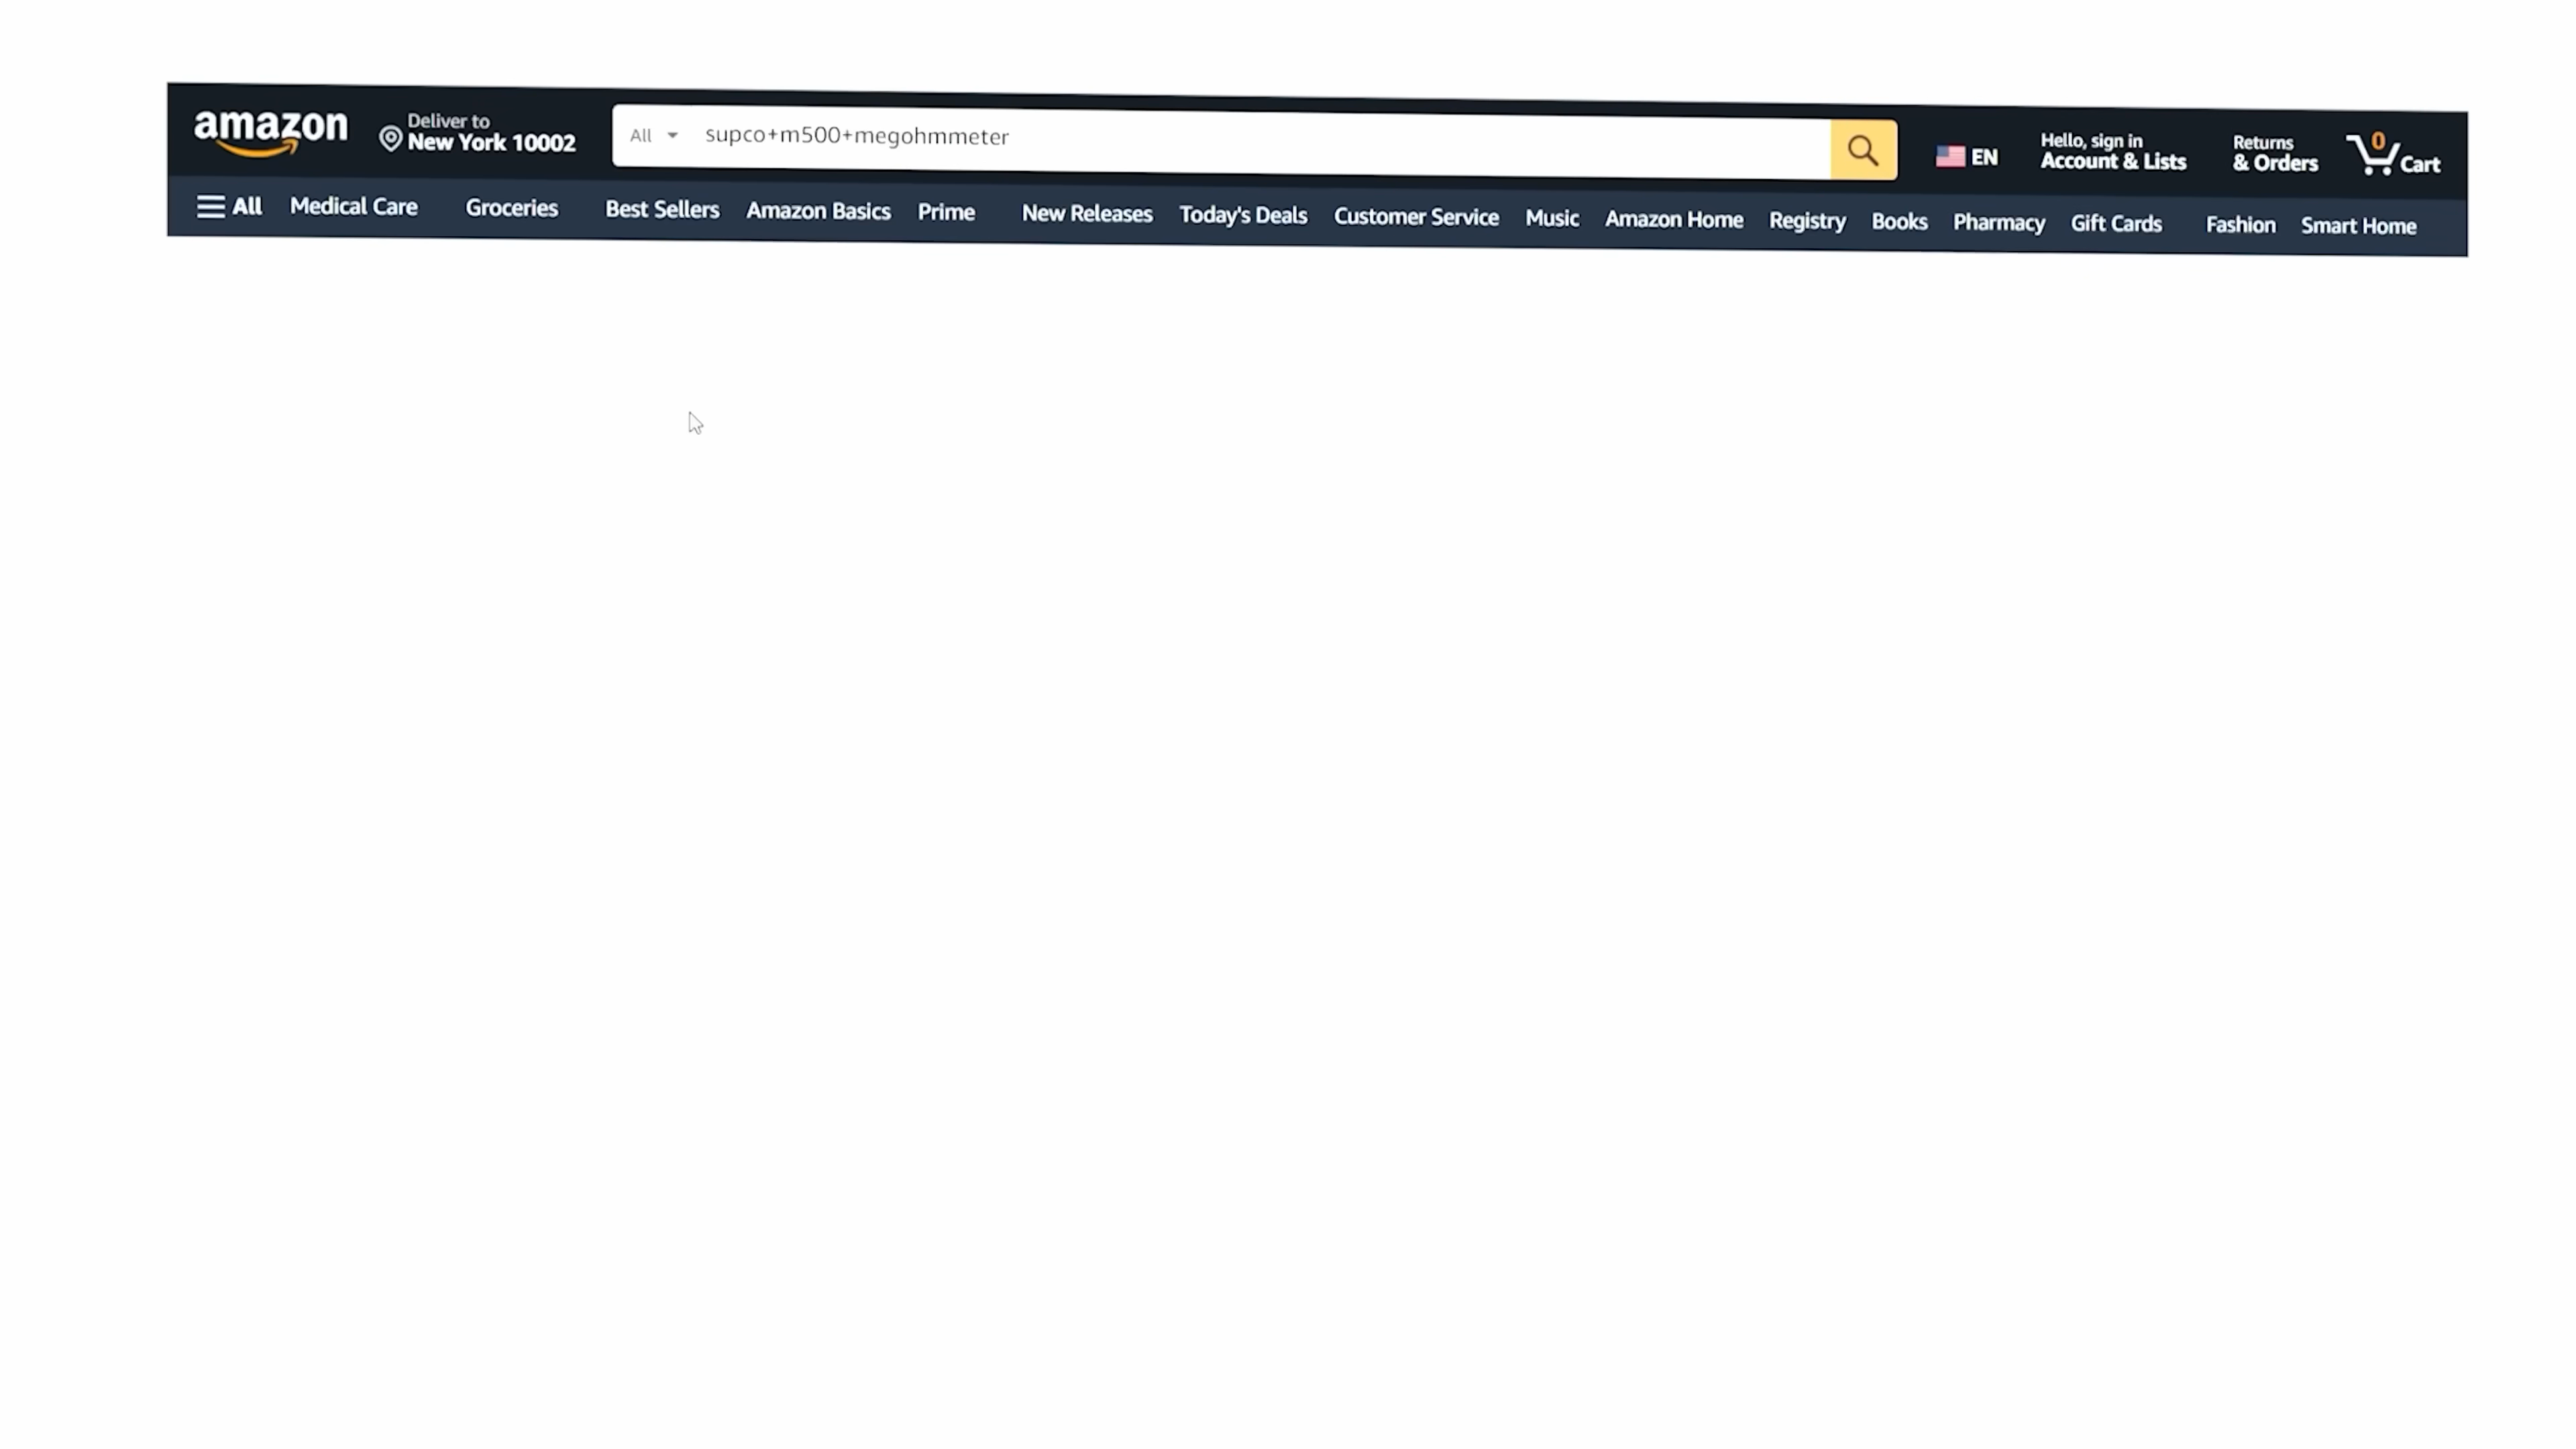 amazon
Deliver to
New York 10002
All
supco+m500+megohmmeter
EN
Hello, sign in
Account & Lists
Returns
& Orders
0
Cart
All Medical Care Groceries Best Sellers Amazon Basics Prime New Releases Today's Deals Customer Service Music Amazon Home Registry Books Pharmacy Gift Cards Fashion Smart Home